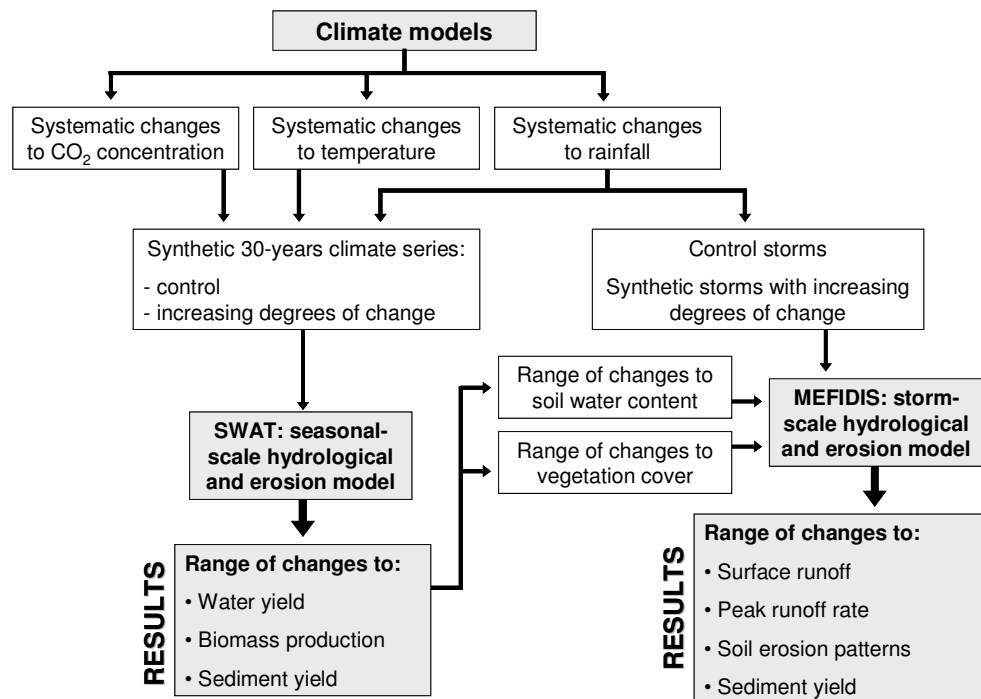 Climate models
Systematic changes
to CO₂ concentration
Systematic changes
to temperature
Systematic changes
to rainfall
Synthetic 30-years climate series:
- control
- increasing degrees of change
Control storms
Synthetic storms with increasing
degrees of change
Range of changes to
soil water content
Range of changes to
vegetation cover
SWAT: seasonal-
scale hydrological
and erosion model
MEFIDIS: storm-
scale hydrological
and erosion model
RESULTS
Range of changes to:
• Water yield
• Biomass production
• Sediment yield
RESULTS
Range of changes to:
• Surface runoff
• Peak runoff rate
• Soil erosion patterns
• Sediment yield